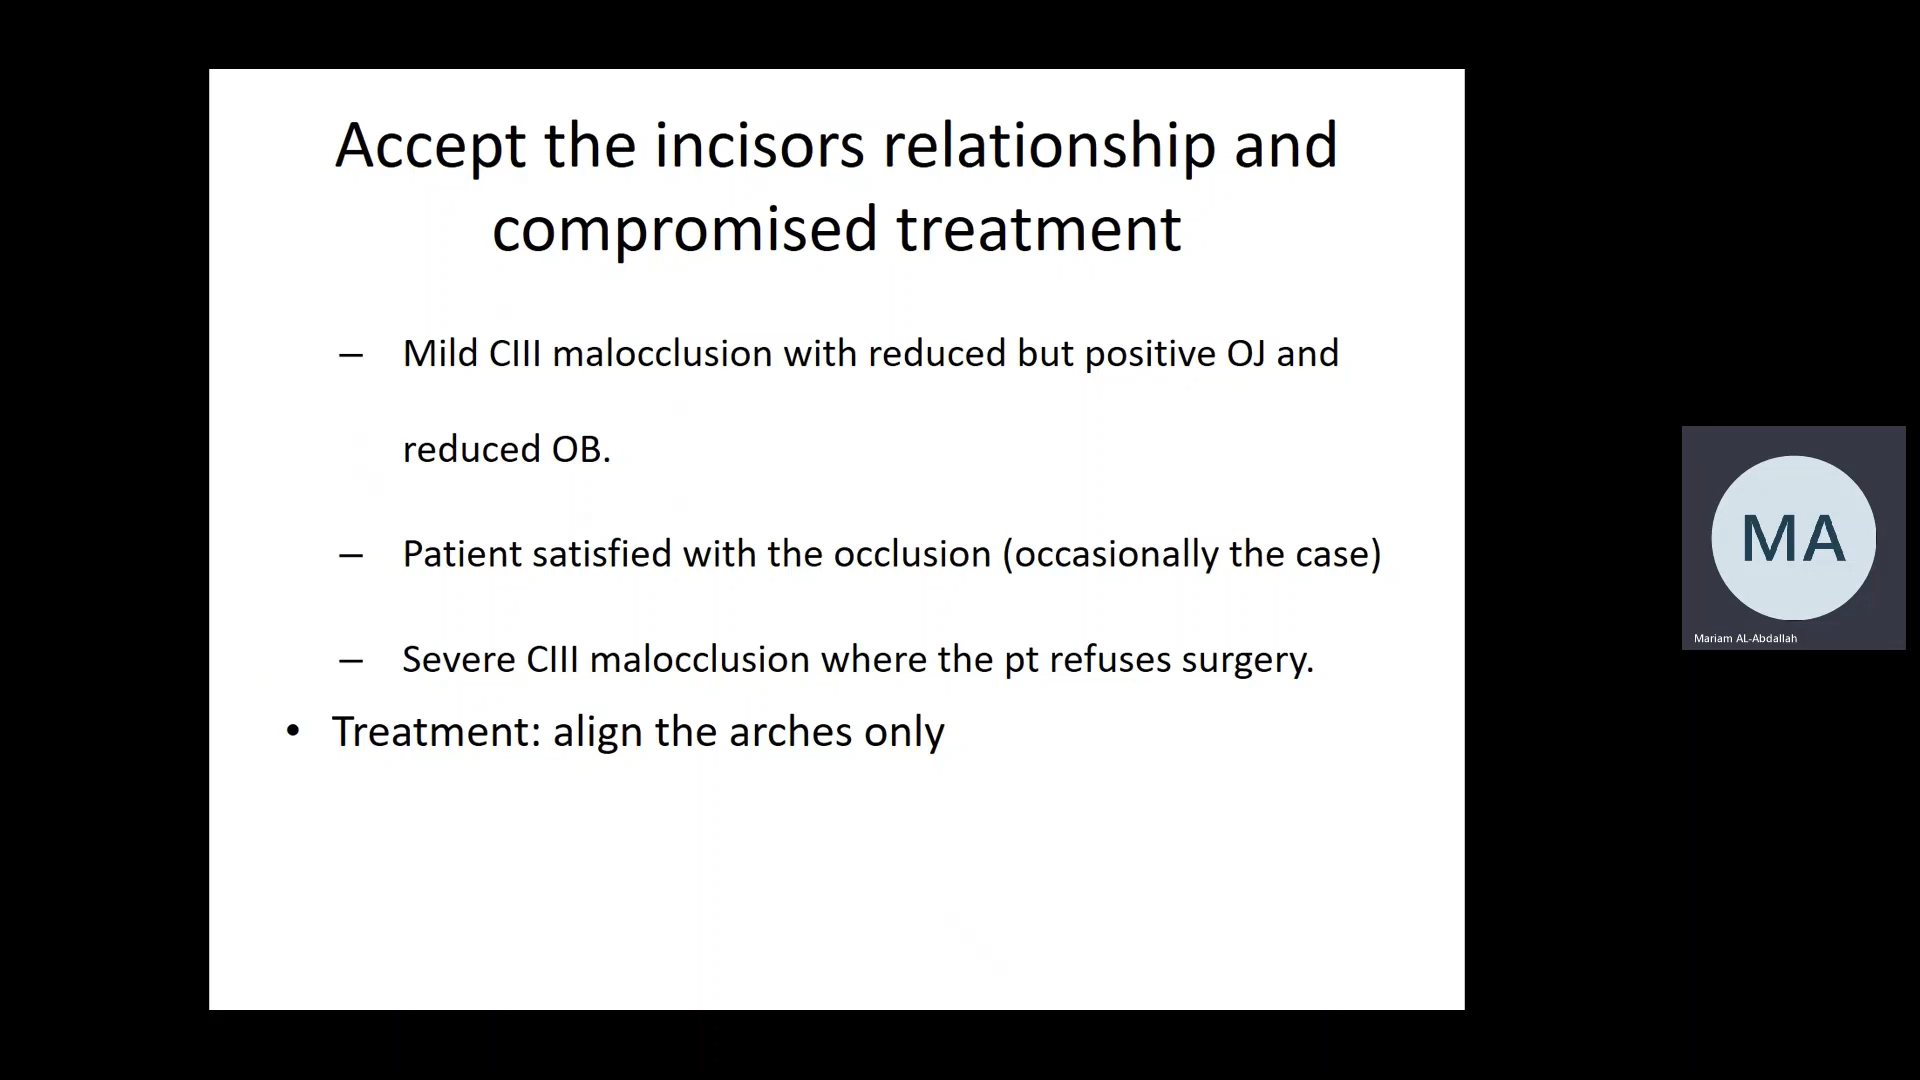 Accept the incisors relationship and
compromised treatment
– Mild CIII malocclusion with reduced but positive OJ and
reduced OB.
– Patient satisfied with the occlusion (occasionally the case)
– Severe CIII malocclusion where the pt refuses surgery.
• Treatment: align the arches only
MA
Mariam AL-Abdallah